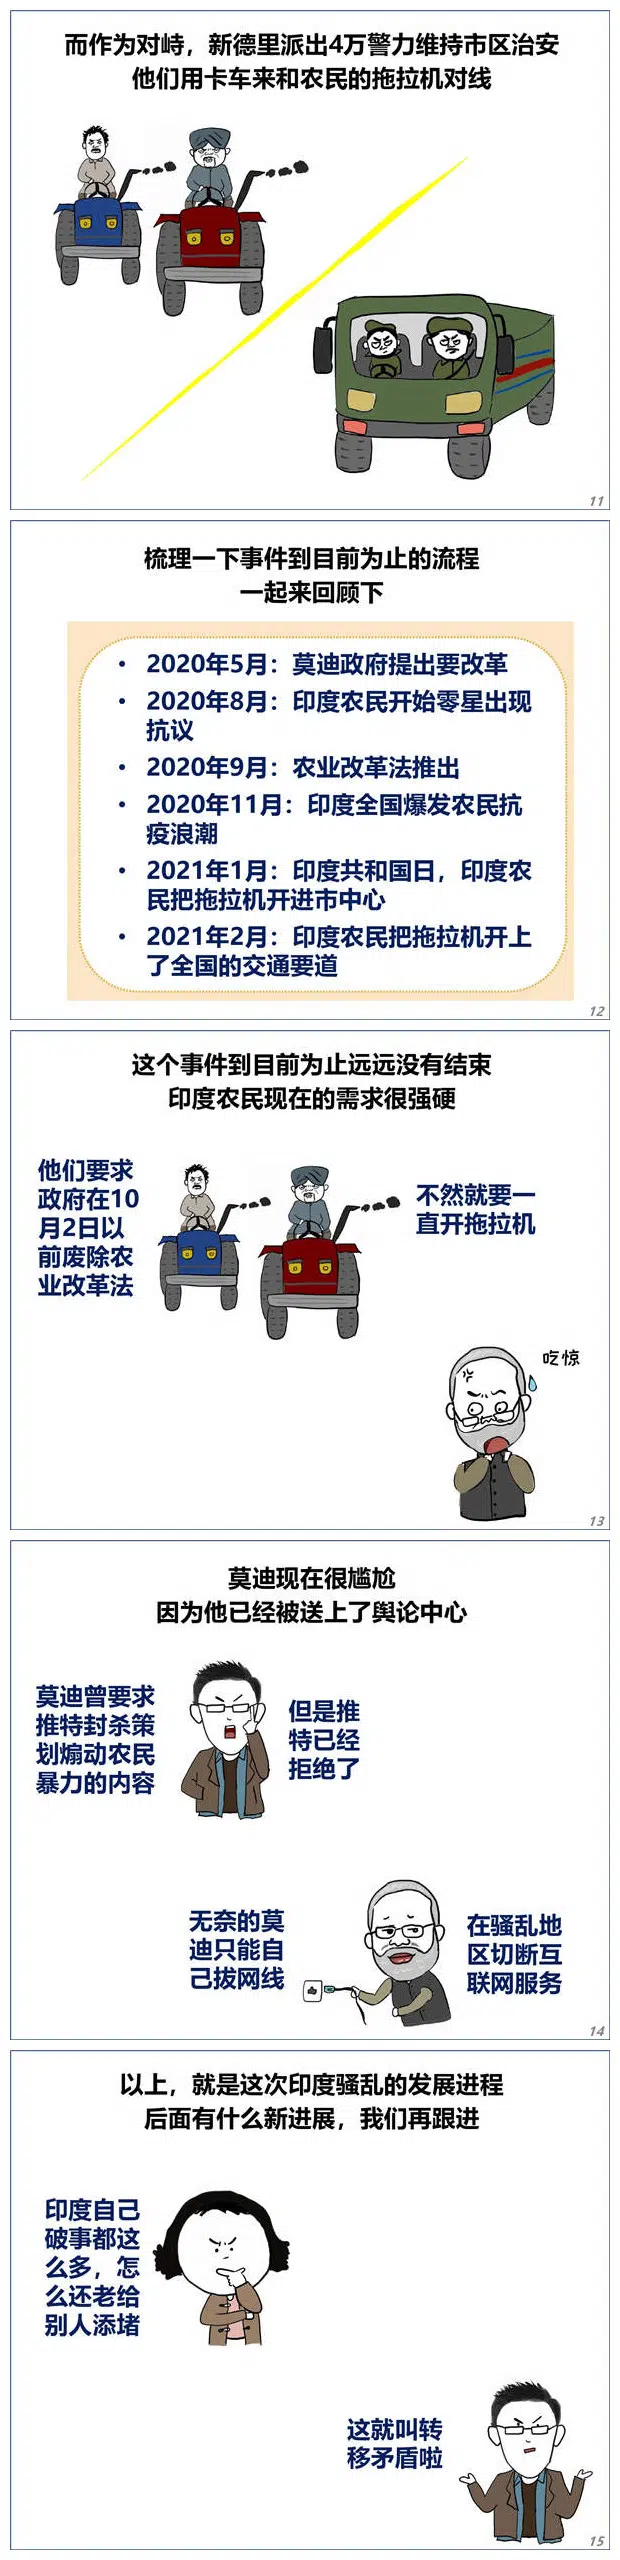 而作为对峙，新德里派出4万警力维持市区治安
他们用卡车来和农民的拖拉机对线
11
梳理一下事件到目前为止的流程
一起来回顾下
• 2020年5月：莫迪政府提出要改革
• 2020年8月：印度农民开始零星出现
抗议
• 2020年9月：农业改革法推出
• 2020年11月：印度全国爆发农民抗
疫浪潮
• 2021年1月：印度共和国日，印度农
民把拖拉机开进市中心
• 2021年2月：印度农民把拖拉机开上
了全国的交通要道
12
这个事件到目前为止远远没有结束
印度农民现在的需求很强硬
他们要求
政府在10
月2日以
前废除农
业改革法
不然就要一
直开拖拉机
吃惊
13
莫迪现在很尴尬
因为他已经被送上了舆论中心
莫迪曾要求
推特封杀策
划煽动农民
暴力的内容
但是推
特已经
拒绝了
无奈的莫
迪只能自
己拔网线
在骚乱地
区切断互
联网服务
14
以上，就是这次印度骚乱的发展进程
后面有什么新进展，我们再跟进
印度自己
破事都这
么多，怎
么还老给
别人添堵
这就叫转
移矛盾啦
15